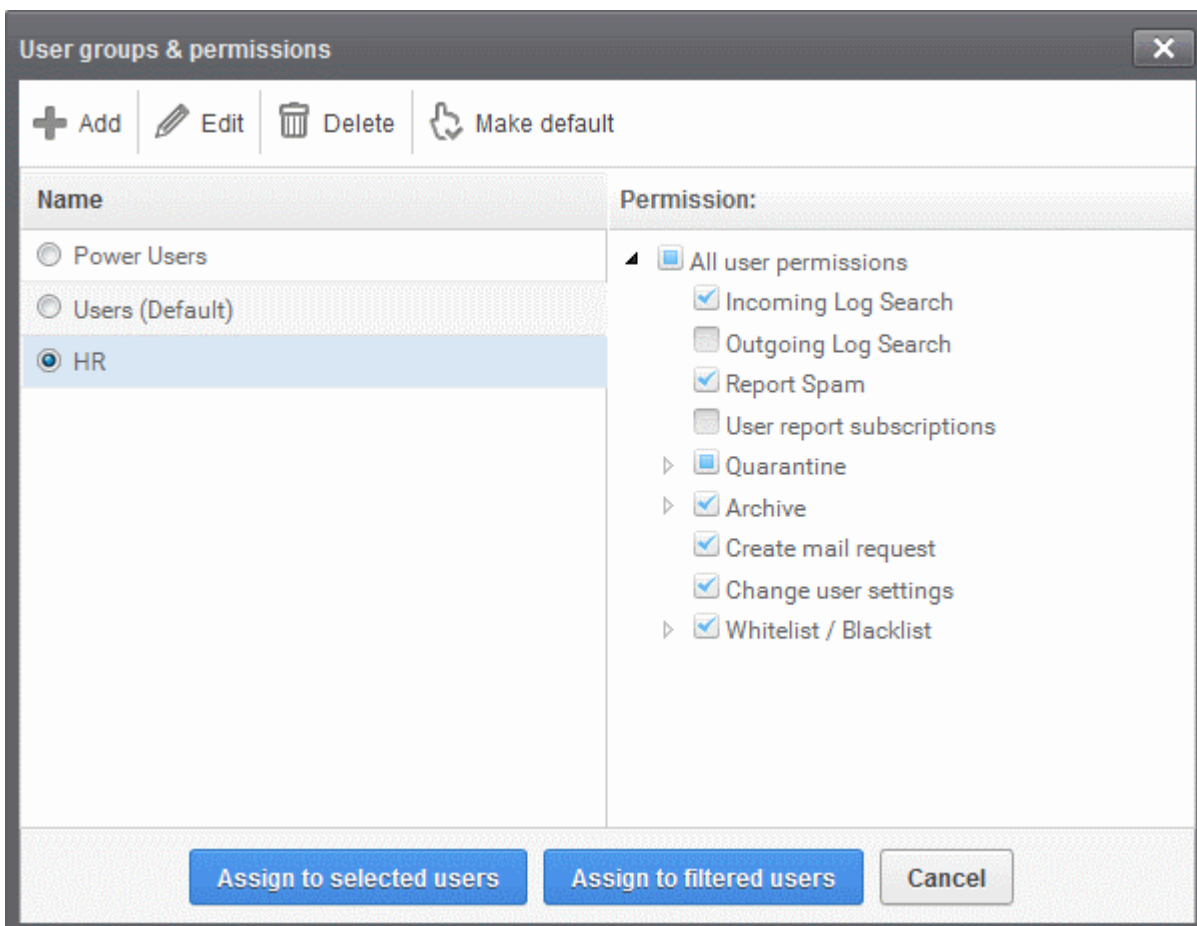 User groups & permissions
Add Edit Delete Make default
Name
Permission:
Power Users
Users (Default)
HR
All user permissions
Incoming Log Search
Outgoing Log Search
Report Spam
User report subscriptions
Quarantine
Archive
Create mail request
Change user settings
Whitelist / Blacklist
Assign to selected users Assign to filtered users Cancel